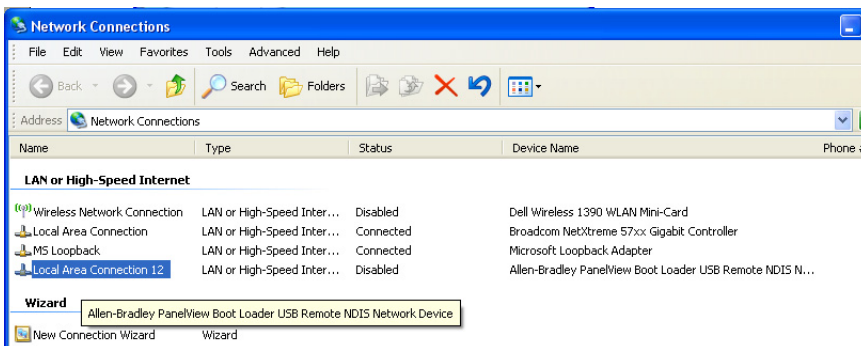 Network Connections
File Edit View Favorites Tools Advanced Help
Back Search Folders
Address Network Connections
Name Type Status Device Name Phone
LAN or High-Speed Internet
Wireless Network Connection LAN or High-Speed Inter... Disabled Dell Wireless 1390 WLAN Mini-Card
Local Area Connection LAN or High-Speed Inter... Connected Broadcom NetXtreme 57xx Gigabit Controller
MS Loopback LAN or High-Speed Inter... Connected Microsoft Loopback Adapter
Local Area Connection 12 LAN or High-Speed Inter... Disabled Allen-Bradley PanelView Boot Loader USB Remote NDIS N...
Wizard
Allen-Bradley PanelView Boot Loader USB Remote NDIS Network Device
New Connection Wizard Wizard